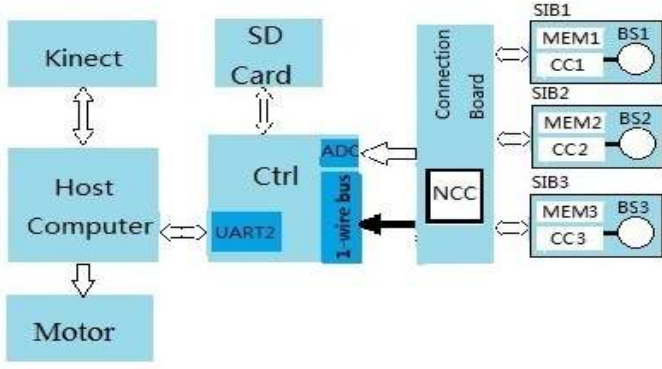 Kinect
Host
Computer
Motor
SD
Card
Ctrl
ADC
UART2
1-wire bus
Connection
Board
NCC
SIB1
MEM1
BS1
CC1
SIB2
MEM2
BS2
CC2
SIB3
MEM3
BS3
CC3